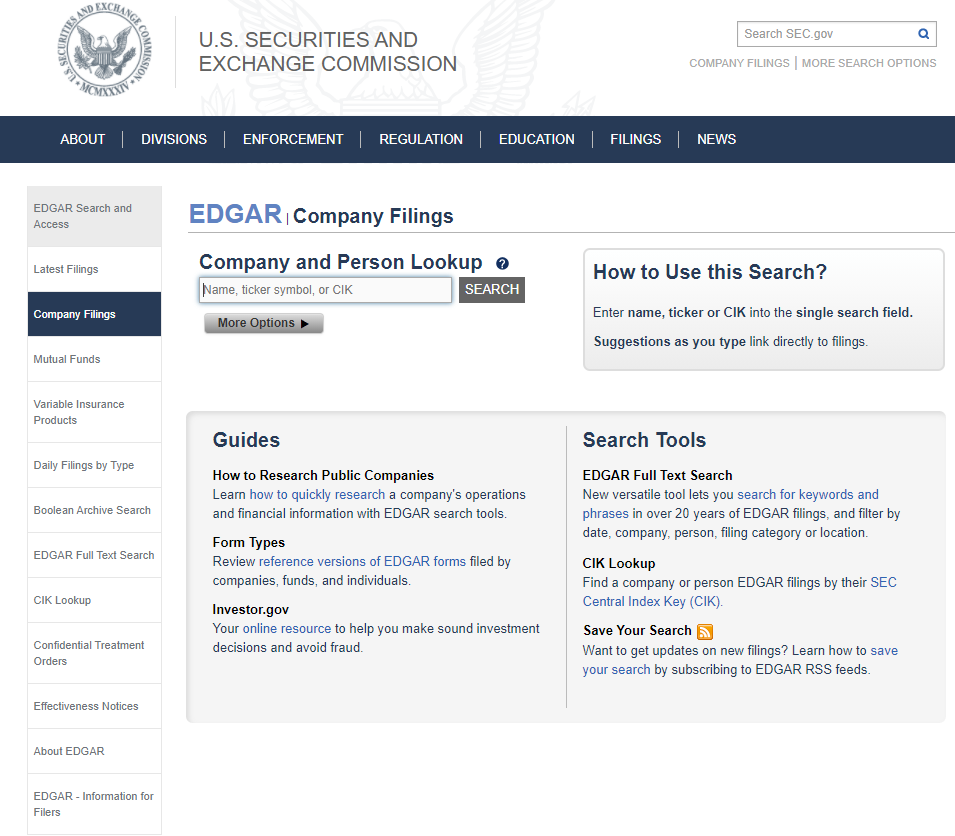 U.S. SECURITIES AND EXCHANGE COMMISSION
MCMXXXIV
U.S. SECURITIES AND
EXCHANGE COMMISSION
Search SEC.gov
COMPANY FILINGS | MORE SEARCH OPTIONS
ABOUT
DIVISIONS
ENFORCEMENT
REGULATION
EDUCATION
FILINGS
NEWS
EDGAR Search and
Access
Latest Filings
Company Filings
Mutual Funds
Variable Insurance
Products
Daily Filings by Type
Boolean Archive Search
EDGAR Full Text Search
CIK Lookup
Confidential Treatment
Orders
Effectiveness Notices
About EDGAR
EDGAR - Information for
Filers
EDGAR | Company Filings
Company and Person Lookup ?
Name, ticker symbol, or CIK
SEARCH
More Options ▶
How to Use this Search?
Enter name, ticker or CIK into the single search field.
Suggestions as you type link directly to filings.
Guides
How to Research Public Companies
Learn how to quickly research a company's operations
and financial information with EDGAR search tools.
Form Types
Review reference versions of EDGAR forms filed by
companies, funds, and individuals.
Investor.gov
Your online resource to help you make sound investment
decisions and avoid fraud.
Search Tools
EDGAR Full Text Search
New versatile tool lets you search for keywords and
phrases in over 20 years of EDGAR filings, and filter by
date, company, person, filing category or location.
CIK Lookup
Find a company or person EDGAR filings by their SEC
Central Index Key (CIK).
Save Your Search
Want to get updates on new filings? Learn how to save
your search by subscribing to EDGAR RSS feeds.